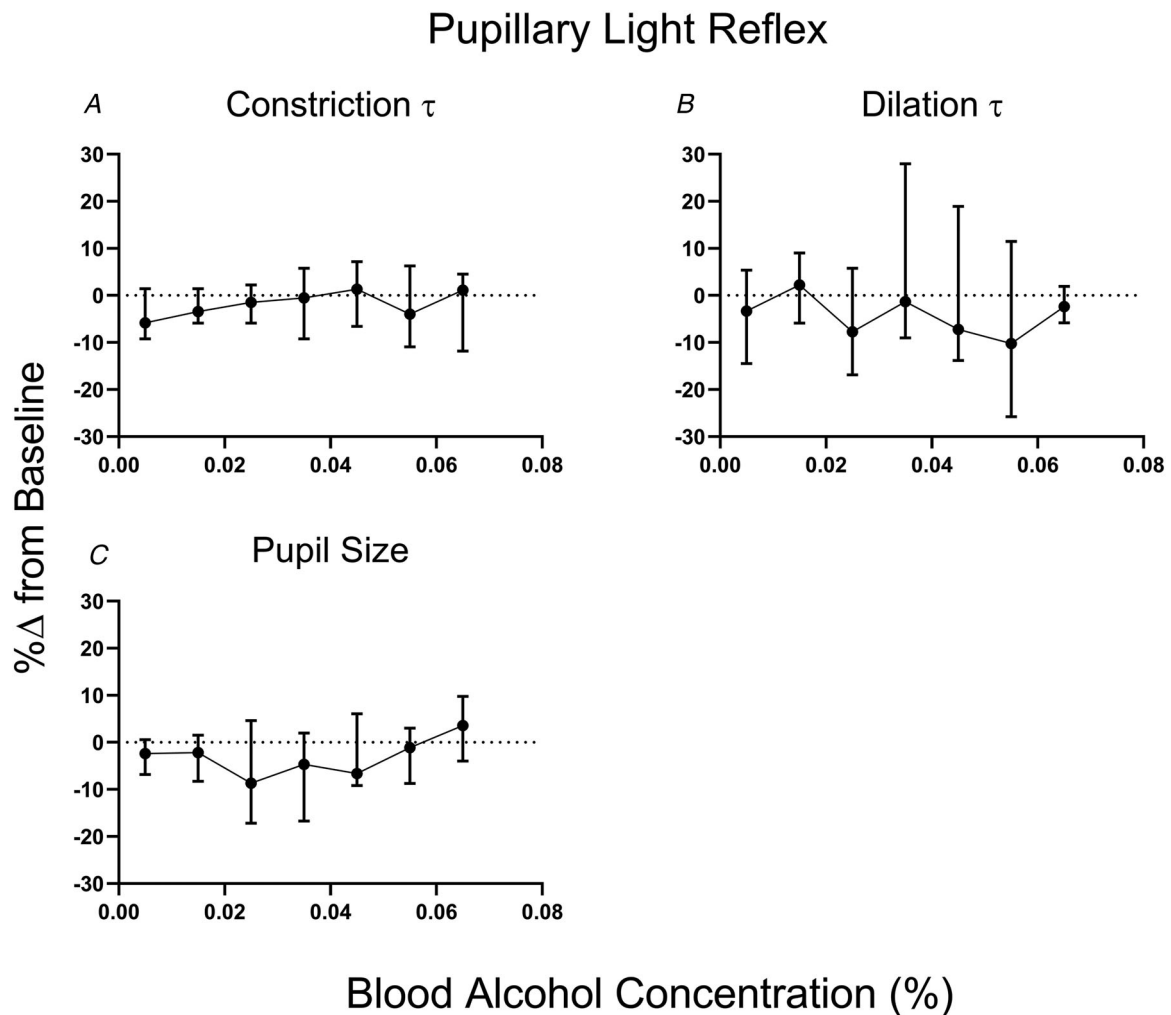 Pupillary Light Reflex
A
Constriction τ
30
20
10
0
-10
-20
-30
0.00 0.02 0.04 0.06 0.08
B
Dilation τ
30
20
10
0
-10
-20
-30
0.00 0.02 0.04 0.06 0.08
%Δ from Baseline
C
Pupil Size
30
20
10
0
-10
-20
-30
0.00 0.02 0.04 0.06 0.08
Blood Alcohol Concentration (%)